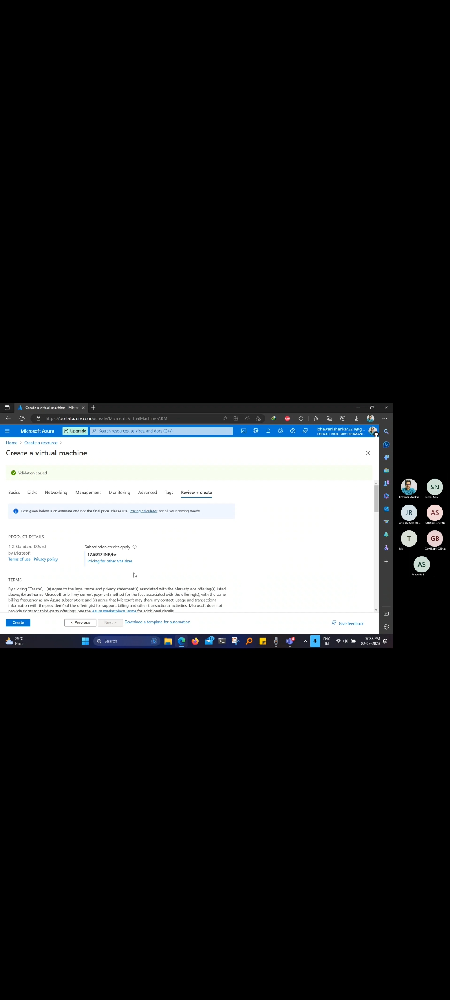 Create a virtual machine - Micro
https://portal.azure.com/#create/Microsoft.VirtualMachine-ARM
ABP
Microsoft Azure
Upgrade
Search resources, services, and docs (G+/)
bhawanishankar321@g...
DEFAULT DIRECTORY (BHAWANI...
Home > Create a resource >
Create a virtual machine ...
Validation passed
Basics Disks Networking Management Monitoring Advanced Tags Review + create
Cost given below is an estimate and not the final price. Please use Pricing calculator for all your pricing needs.
PRODUCT DETAILS
1 X Standard D2s v3
by Microsoft
Terms of use | Privacy policy
Subscription credits apply
17.5917 INR/hr
Pricing for other VM sizes
TERMS
By clicking "Create", I (a) agree to the legal terms and privacy statement(s) associated with the Marketplace offering(s) listed
above; (b) authorize Microsoft to bill my current payment method for the fees associated with the offering(s), with the same
billing frequency as my Azure subscription; and (c) agree that Microsoft may share my contact, usage and transactional
information with the provider(s) of the offering(s) for support, billing and other transactional activities. Microsoft does not
provide rights for third-party offerings. See the Azure Marketplace Terms for additional details.
Create
< Previous
Next >
Download a template for automation
Give feedback
29°C
Haze
Search
13
4
ENG
IN
07:33 PM
02-03-2023
Bhawani Shankar...
SN
Samar Naik
JR
Jaya prakash red...
AS
Abhishek Sharma
T
teja
GB
Gowthami G Bhat
AS
Ashwathi S